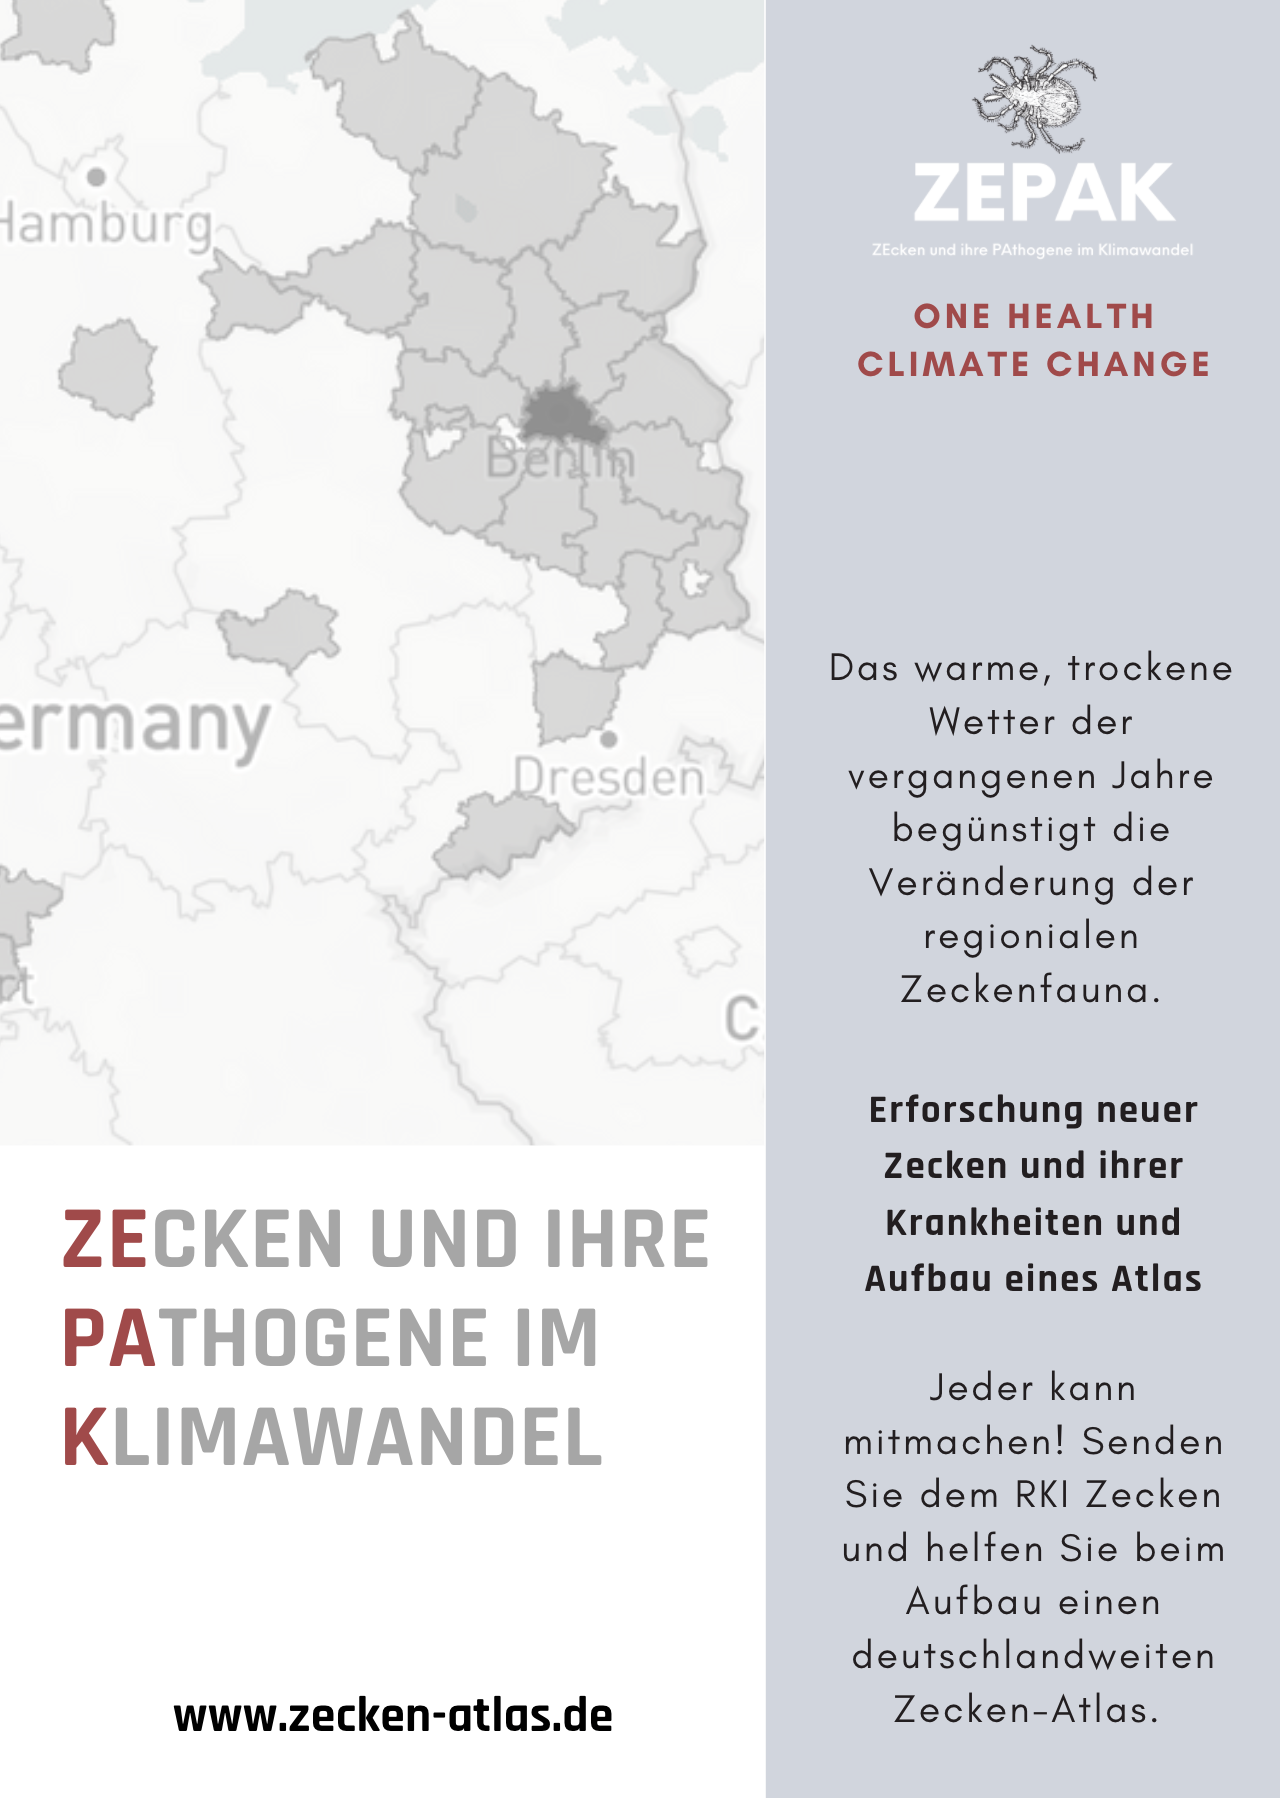 Hamburg
Berlin
ermany
Dresden
rt
C
ZECKEN UND IHRE
PATHOGENE IM
KLIMAWANDEL
www.zecken-atlas.de
ZEPAK
ZEcken und ihre PAthogene im Klimawandel
ONE HEALTH
CLIMATE CHANGE
Das warme, trockene
Wetter der
vergangenen Jahre
begünstigt die
Veränderung der
regionialen
Zeckenfauna.
Erforschung neuer
Zecken und ihrer
Krankheiten und
Aufbau eines Atlas
Jeder kann
mitmachen! Senden
Sie dem RKI Zecken
und helfen Sie beim
Aufbau einen
deutschlandweiten
Zecken-Atlas.